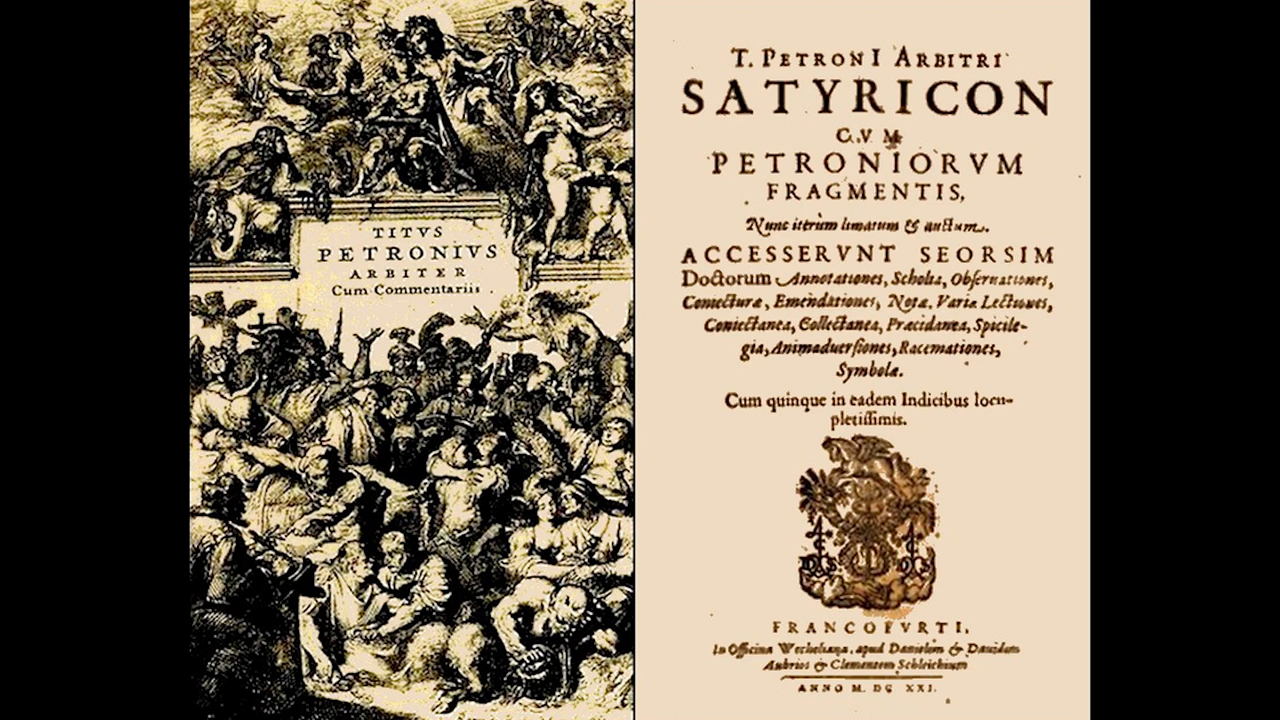 TITVS
PETRONIVS
ARBITER
Cum Commentariis.
T. PETRONI ARBITRI
SATYRICON
CVM
PETRONIORVM
FRAGMENTIS,
Nunc iterùm limatum & auctum.
ACCESSERVNT SEORSIM
Doctorum Annotationes, Scholia, Obseruationes,
Coniecturæ, Emendationes, Notæ, Variæ Lectiones,
Coniectanea, Collectanea, Præcidanea, Spicile-
gia, Animaduersiones, Racemationes,
Symbolæ.
Cum quinque in eadem Indicibus locu-
pletissimis.
FRANCOFVRTI,
In Officina Wecheliana, apud Danielem & Dauidem
Aubrios & Clementem Schleichium
ANNO M. DC XXI.